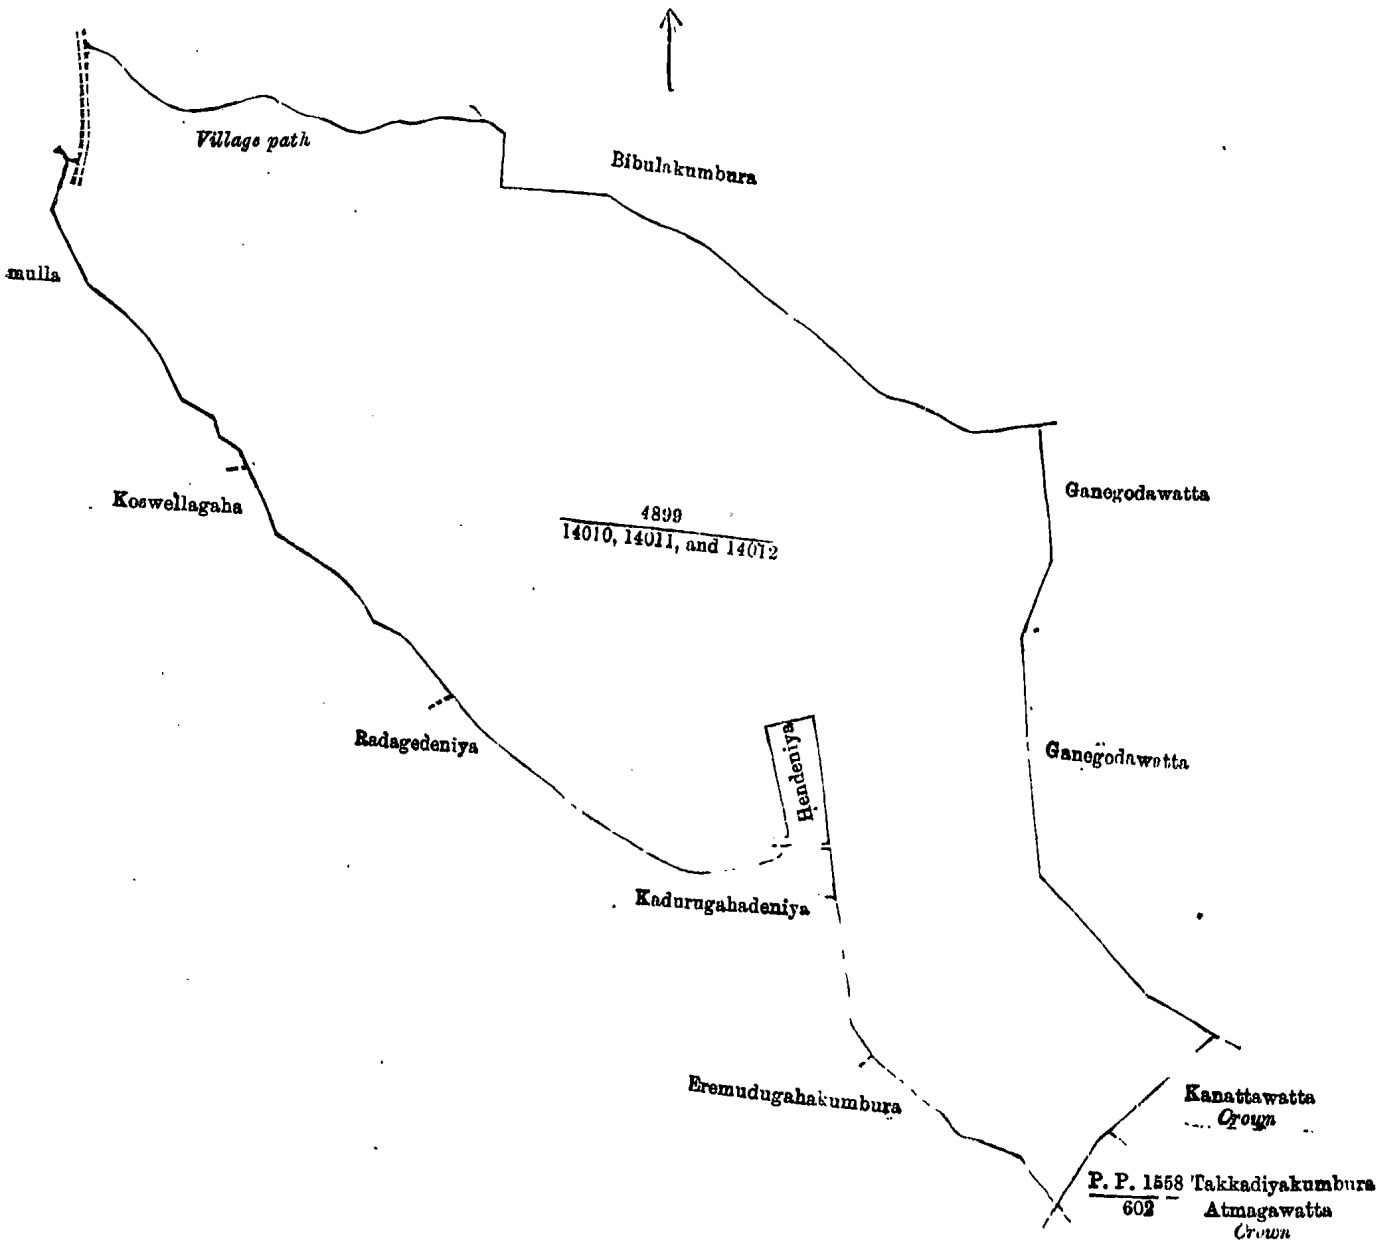 Village path
Bibulakumbura
mulla
Koswellagaha
Ganegodawatta
4899
14010, 14011, and 14012
Radagedeniya
Hendeniya
Ganegodawatta
Kadurugahadeniya
Eremudugahakumbura
Kanattawatta
Crown
P. P. 1558 Takkadiyakumbura
602 Atmagawatta
Crown